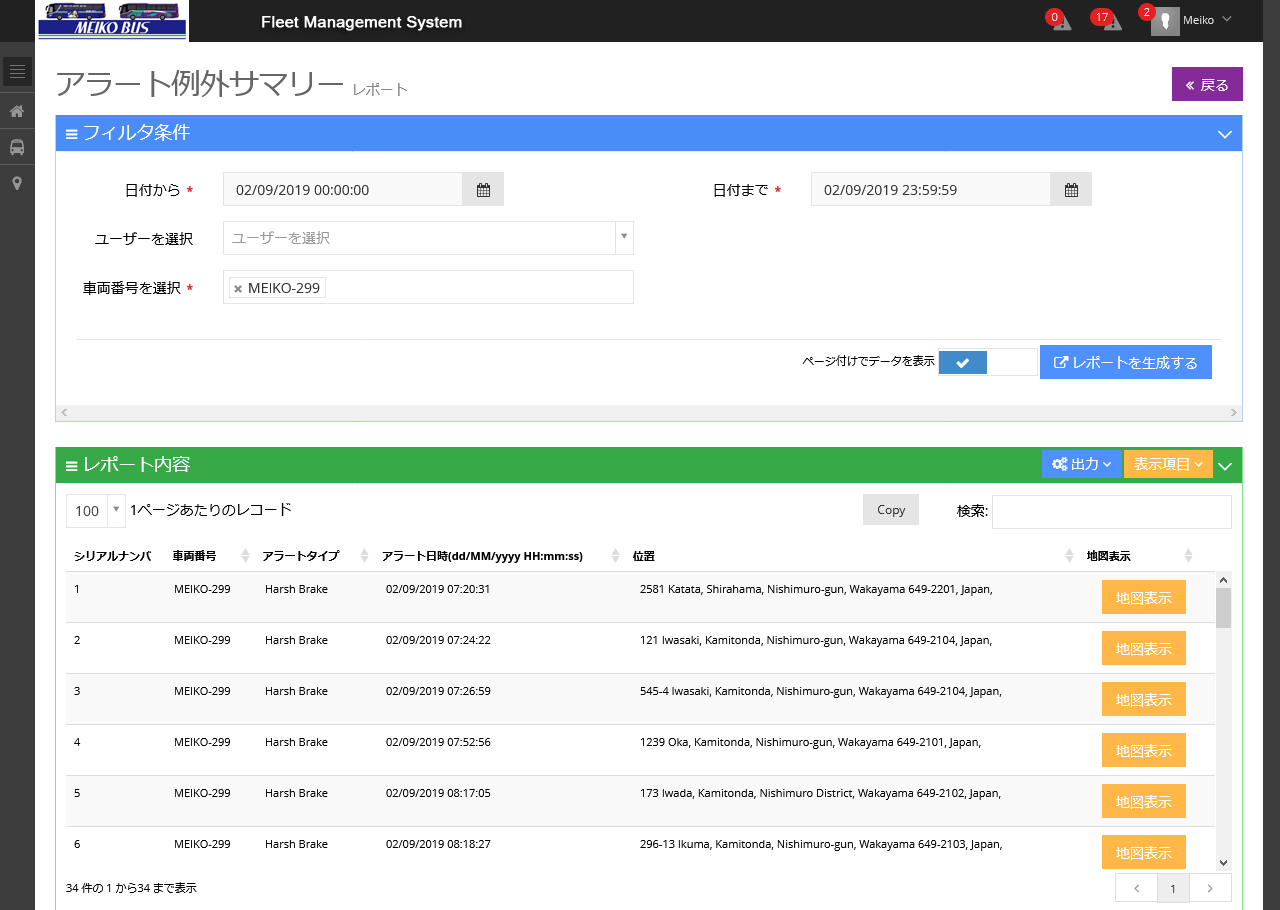 MEIKO BUS Fleet Management System 0 17 2 Meiko
アラート例外サマリー レポート 戻る
フィルタ条件
日付から * 02/09/2019 00:00:00 日付まで * 02/09/2019 23:59:59
ユーザーを選択 ユーザーを選択
車両番号を選択 * MEIKO-299
ページ付けでデータを表示 レポートを生成する
レポート内容 出力 表示項目
100 1ページあたりのレコード Copy 検索:
シリアルナンバ 車両番号 アラートタイプ アラート日時(dd/MM/yyyy HH:mm:ss) 位置 地図表示
1 MEIKO-299 Harsh Brake 02/09/2019 07:20:31 2581 Katata, Shirahama, Nishimuro-gun, Wakayama 649-2201, Japan, 地図表示
2 MEIKO-299 Harsh Brake 02/09/2019 07:24:22 121 Iwasaki, Kamitonda, Nishimuro-gun, Wakayama 649-2104, Japan, 地図表示
3 MEIKO-299 Harsh Brake 02/09/2019 07:26:59 545-4 Iwasaki, Kamitonda, Nishimuro-gun, Wakayama 649-2104, Japan, 地図表示
4 MEIKO-299 Harsh Brake 02/09/2019 07:52:56 1239 Oka, Kamitonda, Nishimuro-gun, Wakayama 649-2101, Japan, 地図表示
5 MEIKO-299 Harsh Brake 02/09/2019 08:17:05 173 Iwada, Kamitonda, Nishimuro District, Wakayama 649-2102, Japan, 地図表示
6 MEIKO-299 Harsh Brake 02/09/2019 08:18:27 296-13 Ikuma, Kamitonda, Nishimuro-gun, Wakayama 649-2103, Japan, 地図表示
34 件の 1 から34 まで表示 1